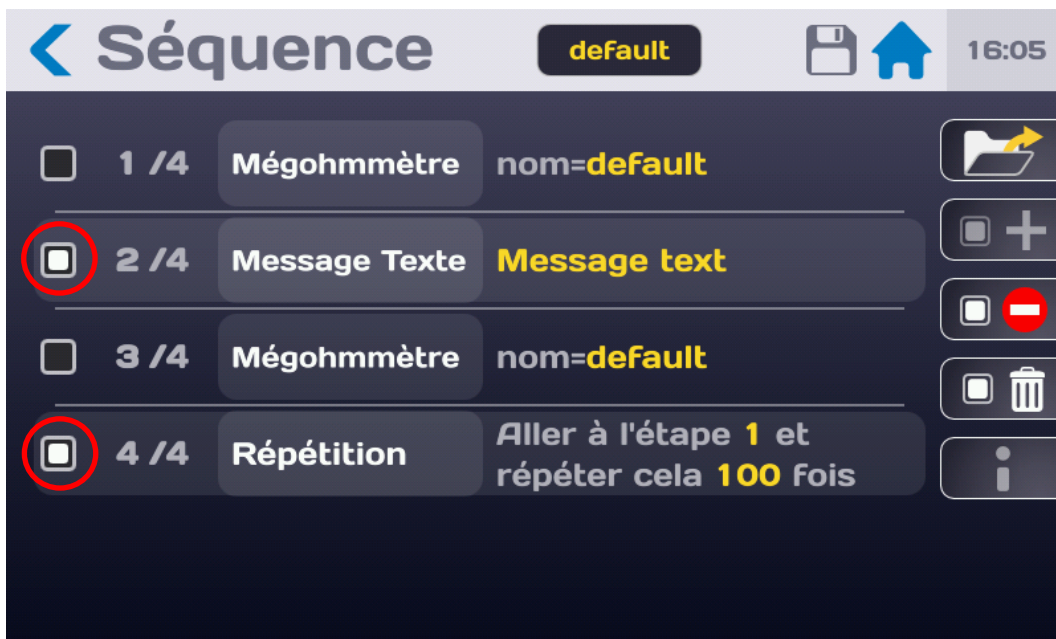 Séquence default 16:05
1 /4 Mégohmmètre nom=default
2 /4 Message Texte Message text
3 /4 Mégohmmètre nom=default
4 /4 Répétition Aller à l'étape 1 et
répéter cela 100 fois